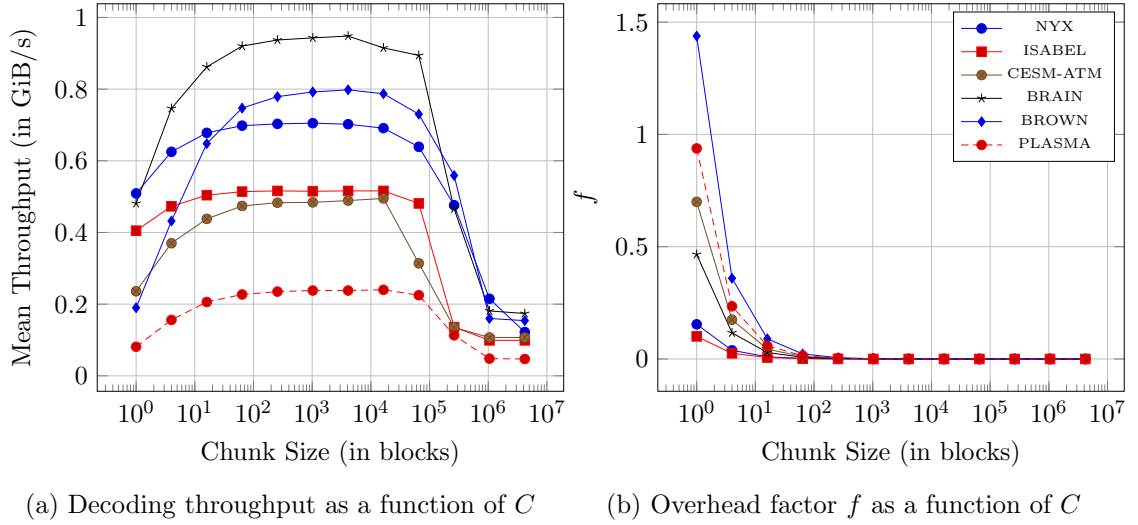 1
0.8
0.6
0.4
0.2
0
Mean Throughput (in GiB/s)
10^0 10^1 10^2 10^3 10^4 10^5 10^6 10^7
Chunk Size (in blocks)
(a) Decoding throughput as a function of C
1.5
1
0.5
0
f
NYX
ISABEL
CESM-ATM
BRAIN
BROWN
PLASMA
10^0 10^1 10^2 10^3 10^4 10^5 10^6 10^7
Chunk Size (in blocks)
(b) Overhead factor f as a function of C